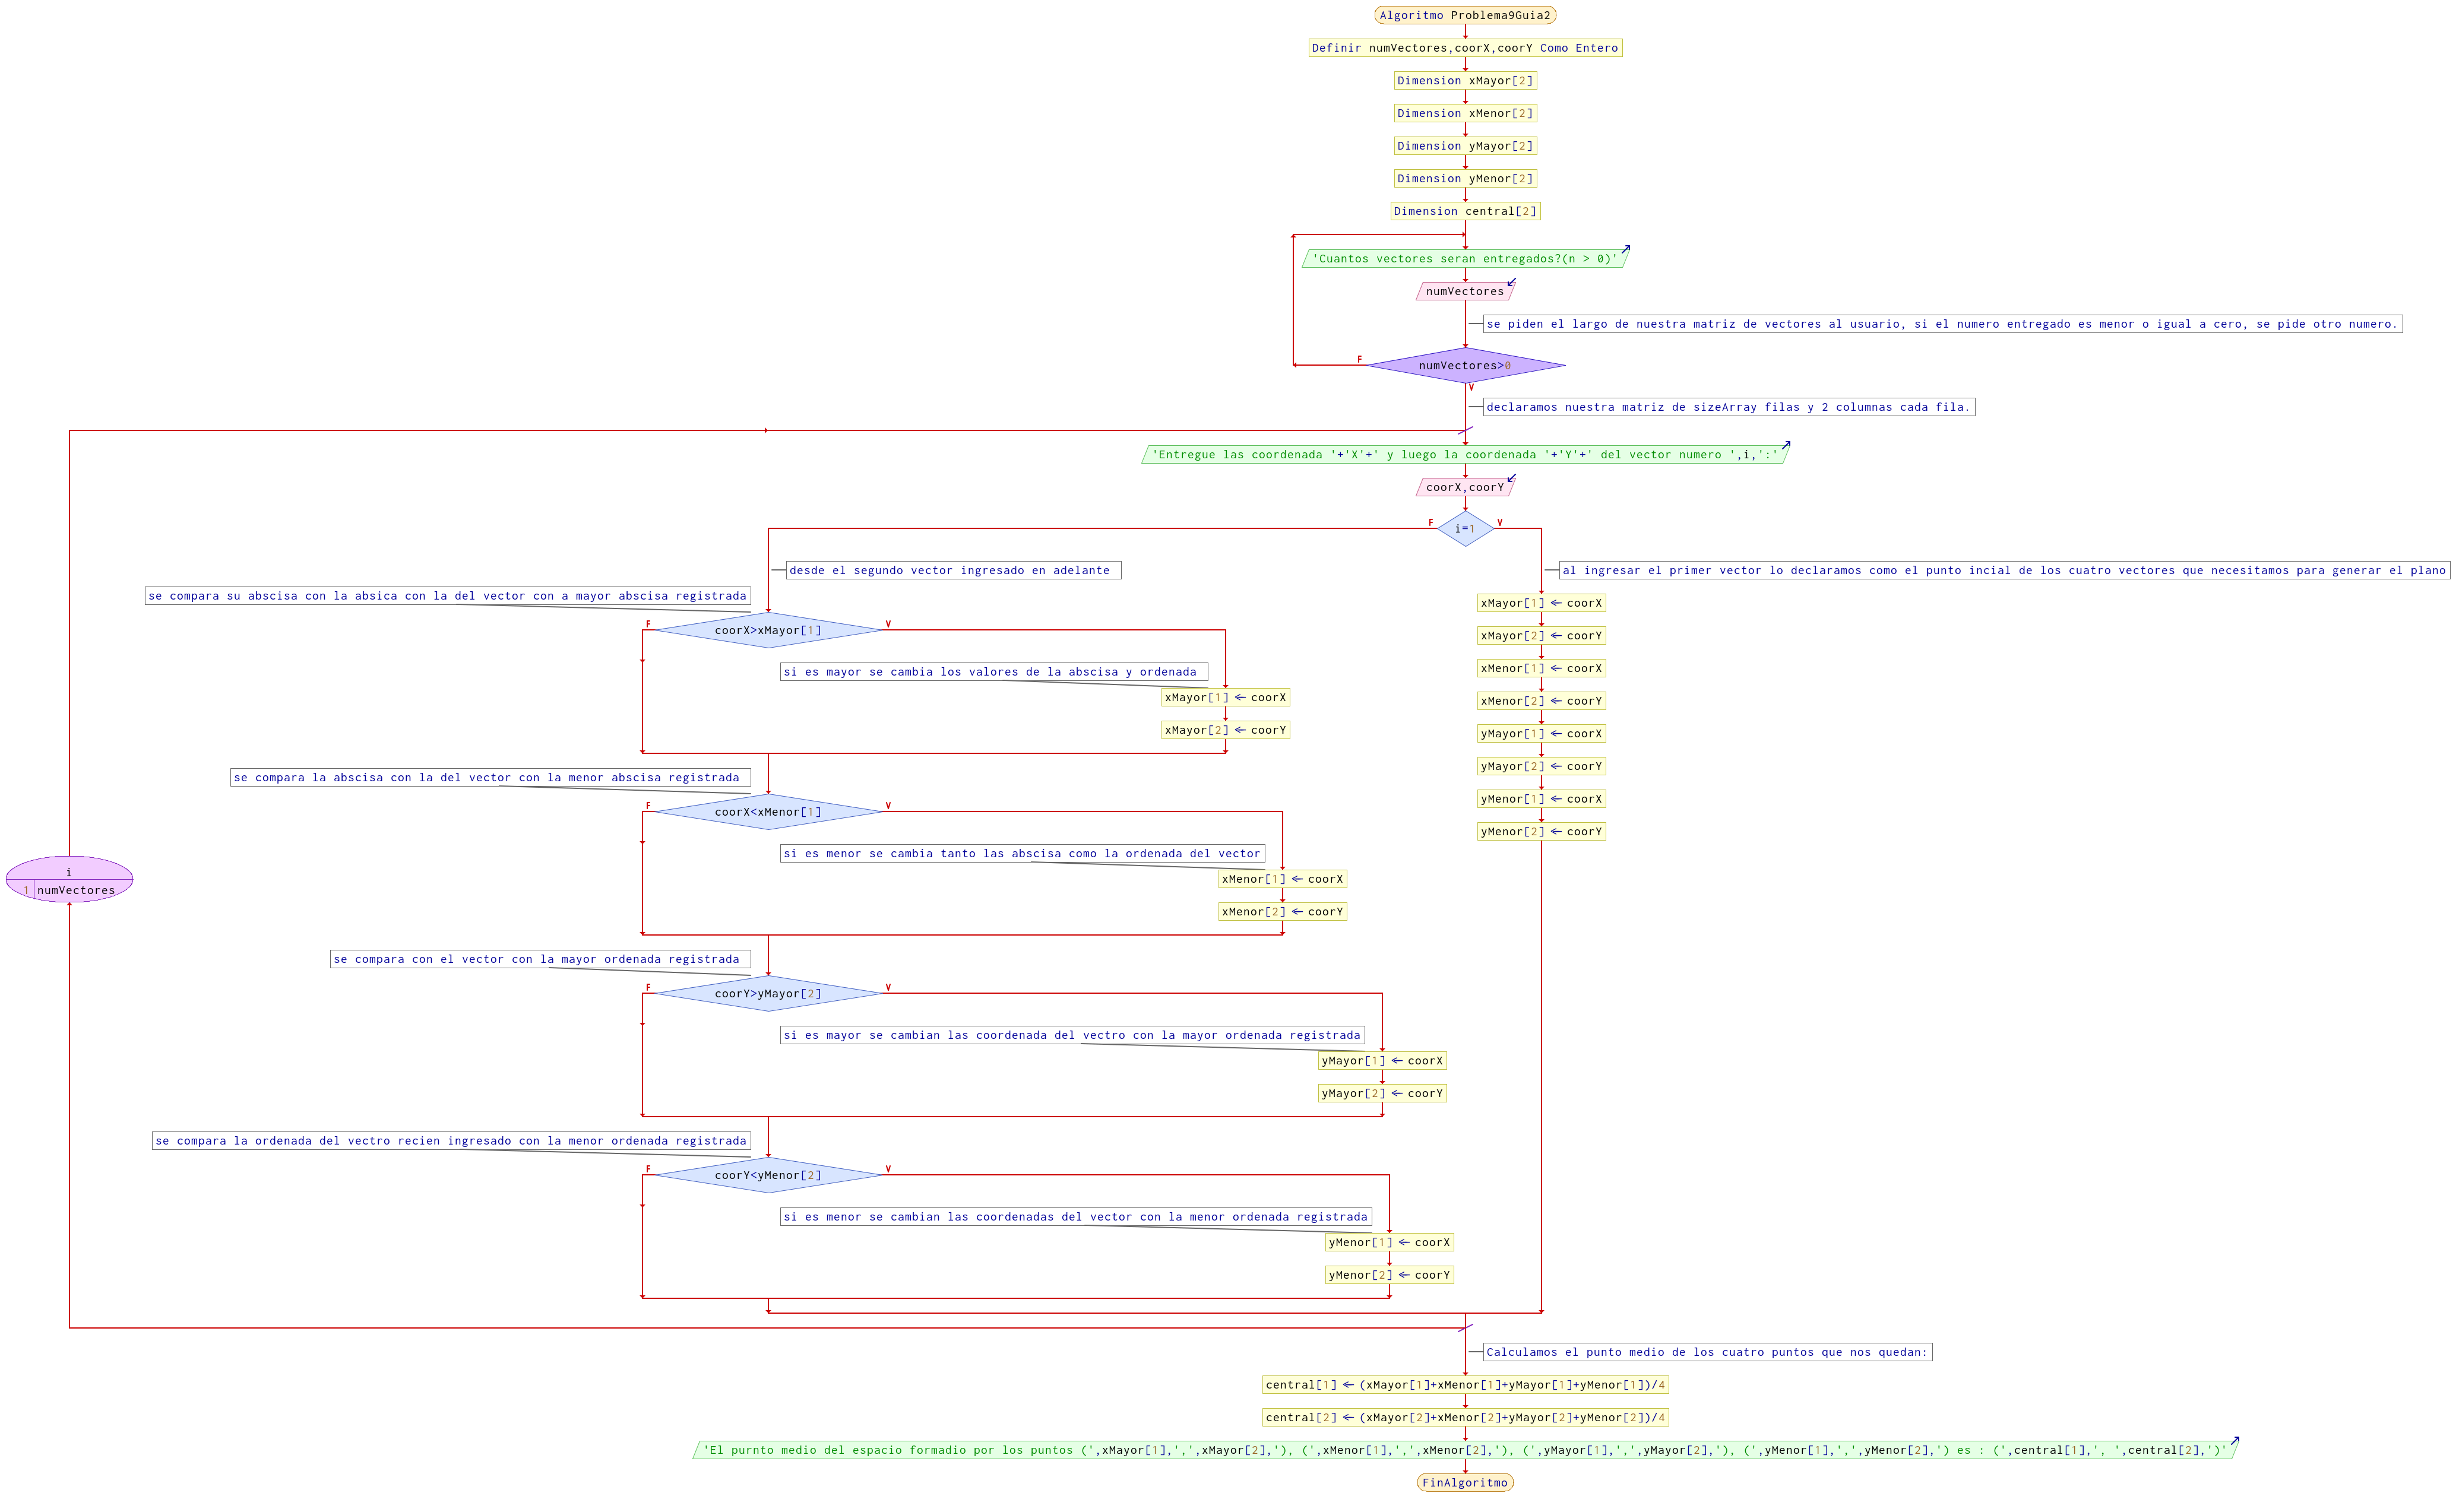 Algoritmo Problema9Guia2
Definir numVectores,coorX,coorY Como Entero
Dimension xMayor[2]
Dimension xMenor[2]
Dimension yMayor[2]
Dimension yMenor[2]
Dimension central[2]
'Cuantos vectores seran entregados?(n > 0)'
numVectores
se piden el largo de nuestra matriz de vectores al usuario, si el numero entregado es menor o igual a cero, se pide otro numero.
numVectores>0
F
V
declaramos nuestra matriz de sizeArray filas y 2 columnas cada fila.
'Entregue las coordenada '+'X'+' y luego la coordenada '+'Y'+' del vector numero ',i,':'
coorX,coorY
F
i=1
V
desde el segundo vector ingresado en adelante
al ingresar el primer vector lo declaramos como el punto incial de los cuatro vectores que necesitamos para generar el plano
xMayor[1] ← coorX
xMayor[2] ← coorY
xMenor[1] ← coorX
xMenor[2] ← coorY
yMayor[1] ← coorX
yMayor[2] ← coorY
yMenor[1] ← coorX
yMenor[2] ← coorY
se compara su abscisa con la absica con la del vector con a mayor abscisa registrada
F
coorX>xMayor[1]
V
si es mayor se cambia los valores de la abscisa y ordenada
xMayor[1] ← coorX
xMayor[2] ← coorY
se compara la abscisa con la del vector con la menor abscisa registrada
F
coorX<xMenor[1]
V
si es menor se cambia tanto las abscisa como la ordenada del vector
xMenor[1] ← coorX
xMenor[2] ← coorY
i
1 numVectores
se compara con el vector con la mayor ordenada registrada
F
coorY>yMayor[2]
V
si es mayor se cambian las coordenada del vectro con la mayor ordenada registrada
yMayor[1] ← coorX
yMayor[2] ← coorY
se compara la ordenada del vectro recien ingresado con la menor ordenada registrada
F
coorY<yMenor[2]
V
si es menor se cambian las coordenadas del vector con la menor ordenada registrada
yMenor[1] ← coorX
yMenor[2] ← coorY
Calculamos el punto medio de los cuatro puntos que nos quedan:
central[1] ← (xMayor[1]+xMenor[1]+yMayor[1]+yMenor[1])/4
central[2] ← (xMayor[2]+xMenor[2]+yMayor[2]+yMenor[2])/4
'El purnto medio del espacio formadio por los puntos (',xMayor[1],',',xMayor[2],'), (',xMenor[1],',',xMenor[2],'), (',yMayor[1],',',yMayor[2],'), (',yMenor[1],',',yMenor[2],') es : (',central[1],', ',central[2],')'
FinAlgoritmo